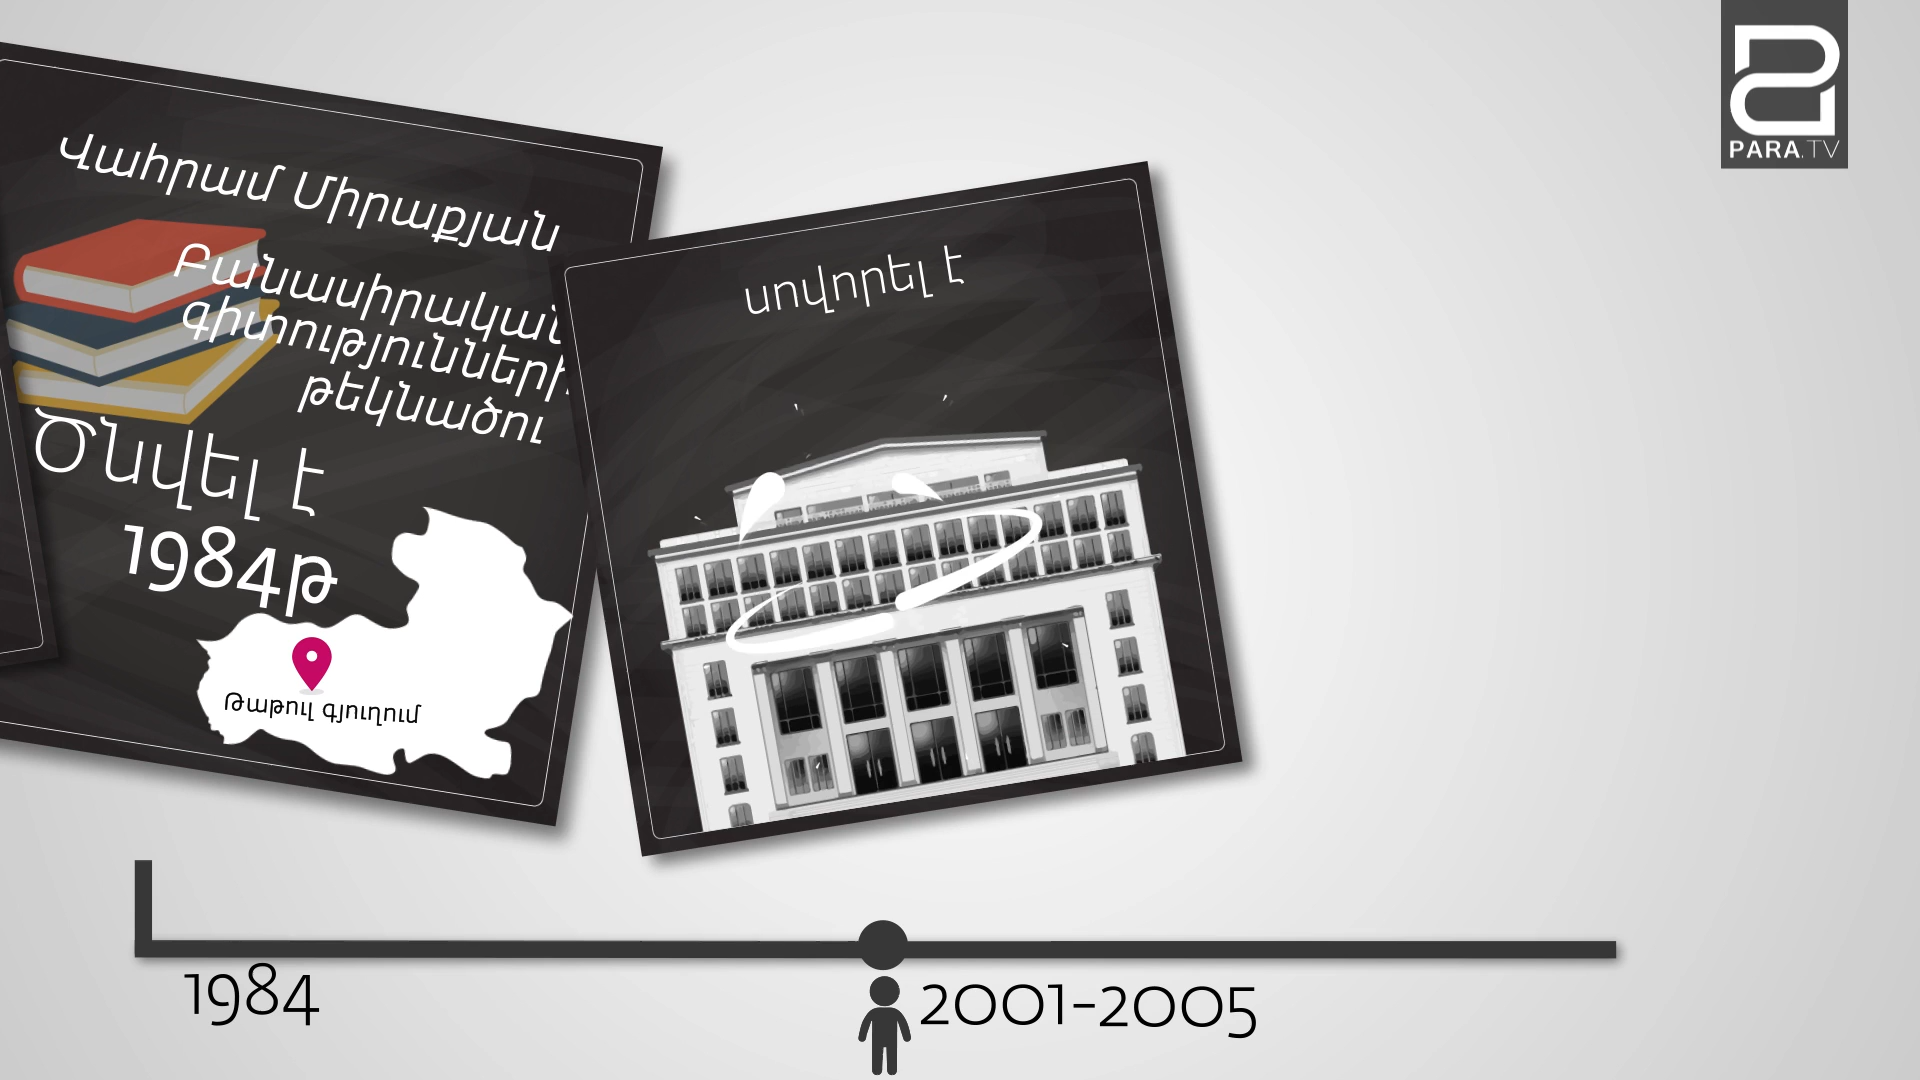 Վահրամ Միրաքյան
Բանասիրական
գիտությունների
թեկնածու
Ծնվել է
1984թ
Թաթուլ գյուղում
սովորել է
1984
2001-2005
PARA.TV